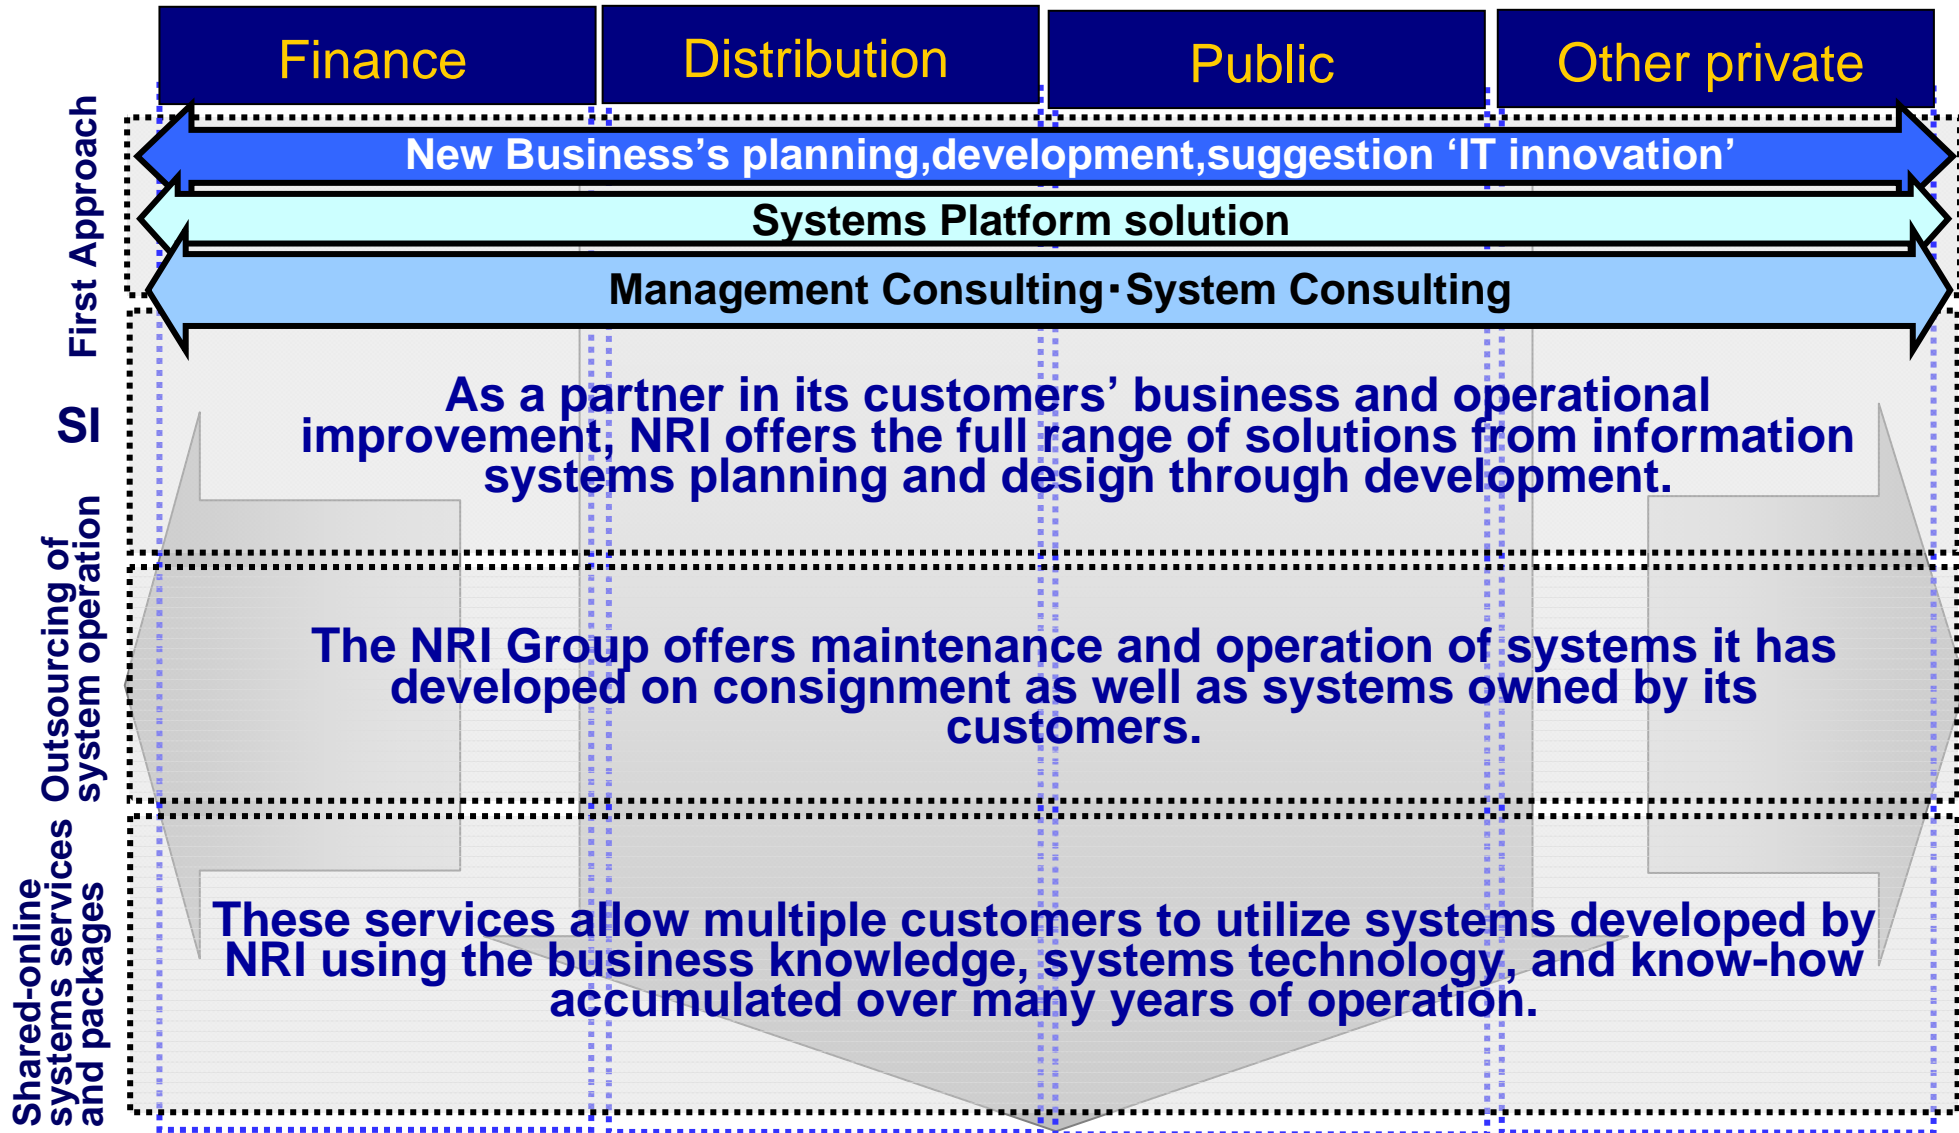 Finance
Distribution
Public
Other private
First Approach
New Business’s planning,development,suggestion ‘IT innovation’
Systems Platform solution
Management Consulting・System Consulting
SI
As a partner in its customers’ business and operational
improvement, NRI offers the full range of solutions from information
systems planning and design through development.
Outsourcing of
system operation
The NRI Group offers maintenance and operation of systems it has
developed on consignment as well as systems owned by its
customers.
Shared-online
systems services
and packages
These services allow multiple customers to utilize systems developed by
NRI using the business knowledge, systems technology, and know-how
accumulated over many years of operation.